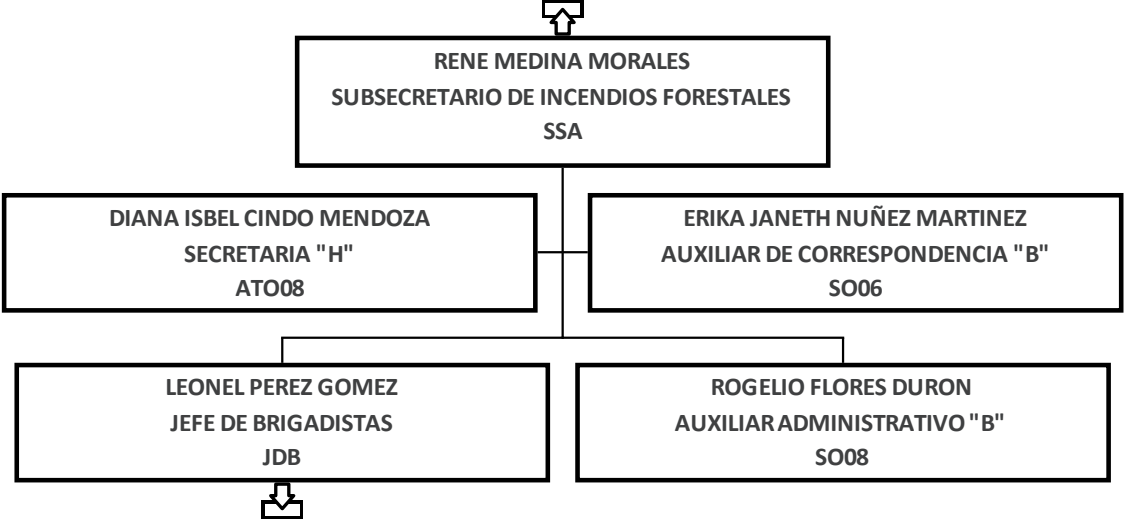 RENE MEDINA MORALES
SUBSECRETARIO DE INCENDIOS FORESTALES
SSA
DIANA ISBEL CINDO MENDOZA
SECRETARIA "H"
ATO08
ERIKA JANETH NUÑEZ MARTINEZ
AUXILIAR DE CORRESPONDENCIA "B"
SO06
LEONEL PEREZ GOMEZ
JEFE DE BRIGADISTAS
JDB
ROGELIO FLORES DURON
AUXILIAR ADMINISTRATIVO "B"
SO08